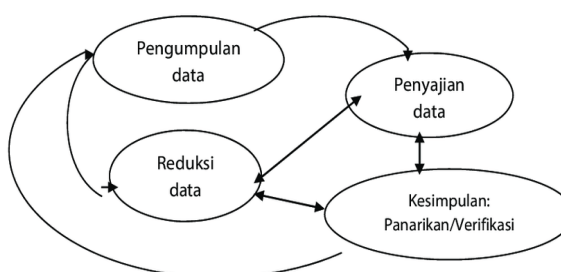 Pengumpulan
data
Penyajian
data
Reduksi
data
Kesimpulan:
Panarikan/Verifikasi